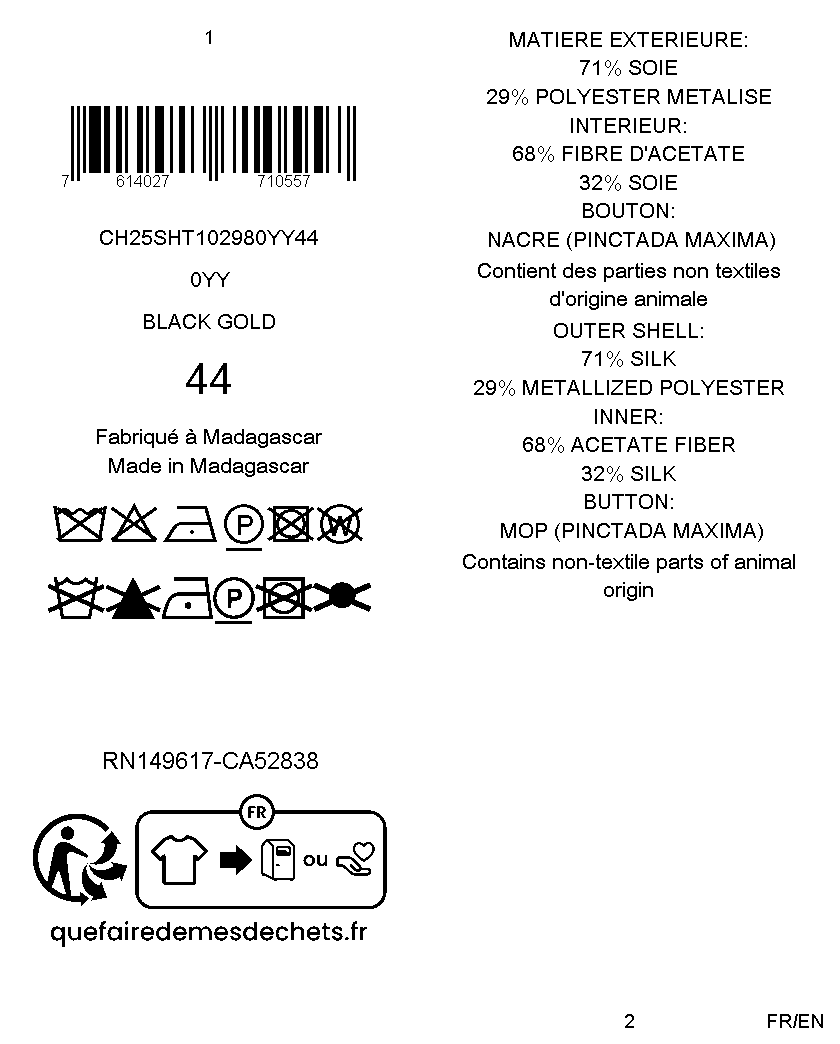 1
7 614027 710557
CH25SHT102980YY44
0YY
BLACK GOLD
44
Fabriqué à Madagascar
Made in Madagascar
P W
P
RN149617-CA52838
FR
ou
quefairedemesdechets.fr
MATIERE EXTERIEURE:
71% SOIE
29% POLYESTER METALISE
INTERIEUR:
68% FIBRE D'ACETATE
32% SOIE
BOUTON:
NACRE (PINCTADA MAXIMA)
Contient des parties non textiles
d'origine animale
OUTER SHELL:
71% SILK
29% METALLIZED POLYESTER
INNER:
68% ACETATE FIBER
32% SILK
BUTTON:
MOP (PINCTADA MAXIMA)
Contains non-textile parts of animal
origin
2
FR/EN